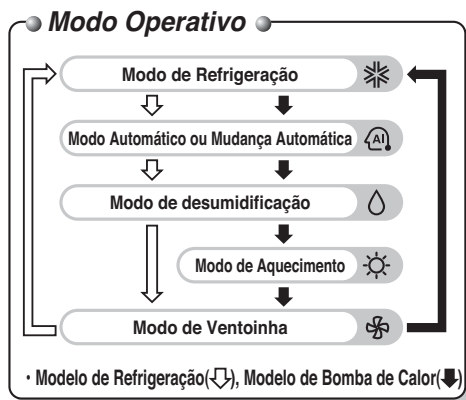 Modo Operativo
Modo de Refrigeração
Modo Automático ou Mudança Automática
AI
Modo de desumidificação
Modo de Aquecimento
Modo de Ventoinha
· Modelo de Refrigeração(⇩), Modelo de Bomba de Calor(⬇)